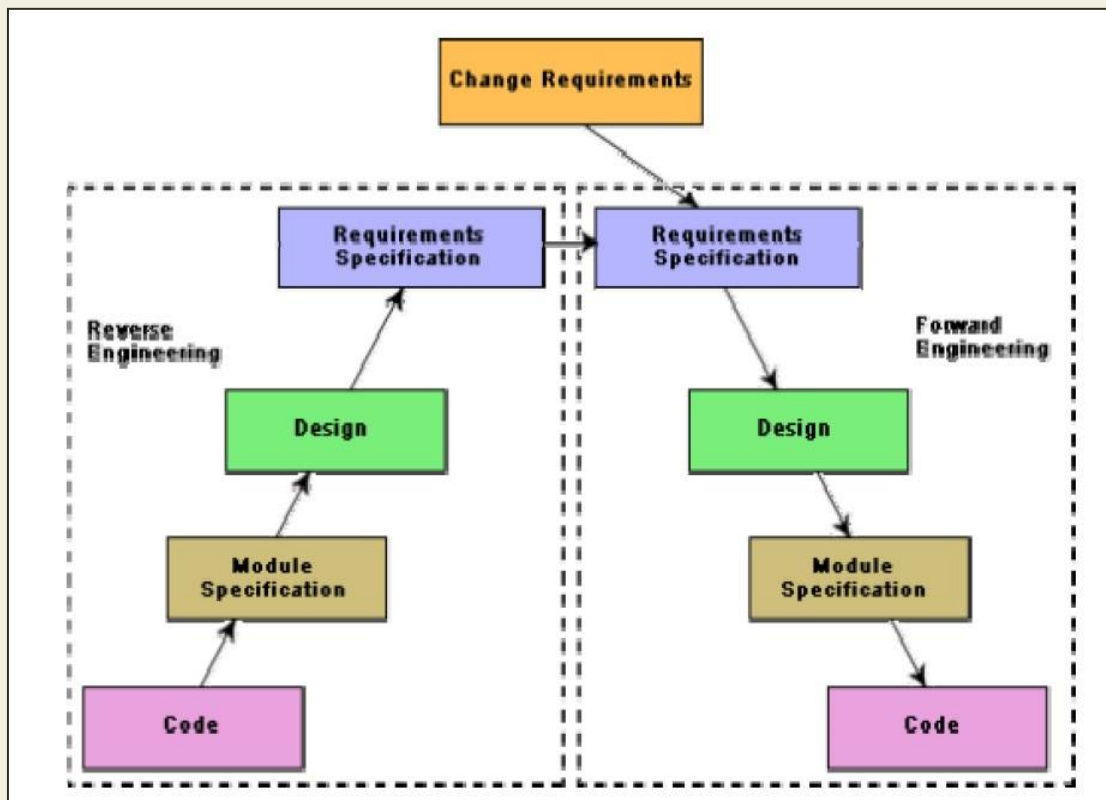 Change Requirements
Requirements
Specification
Requirements
Specification
Reverse
Engineering
Forward
Engineering
Design
Design
Module
Specification
Module
Specification
Code
Code